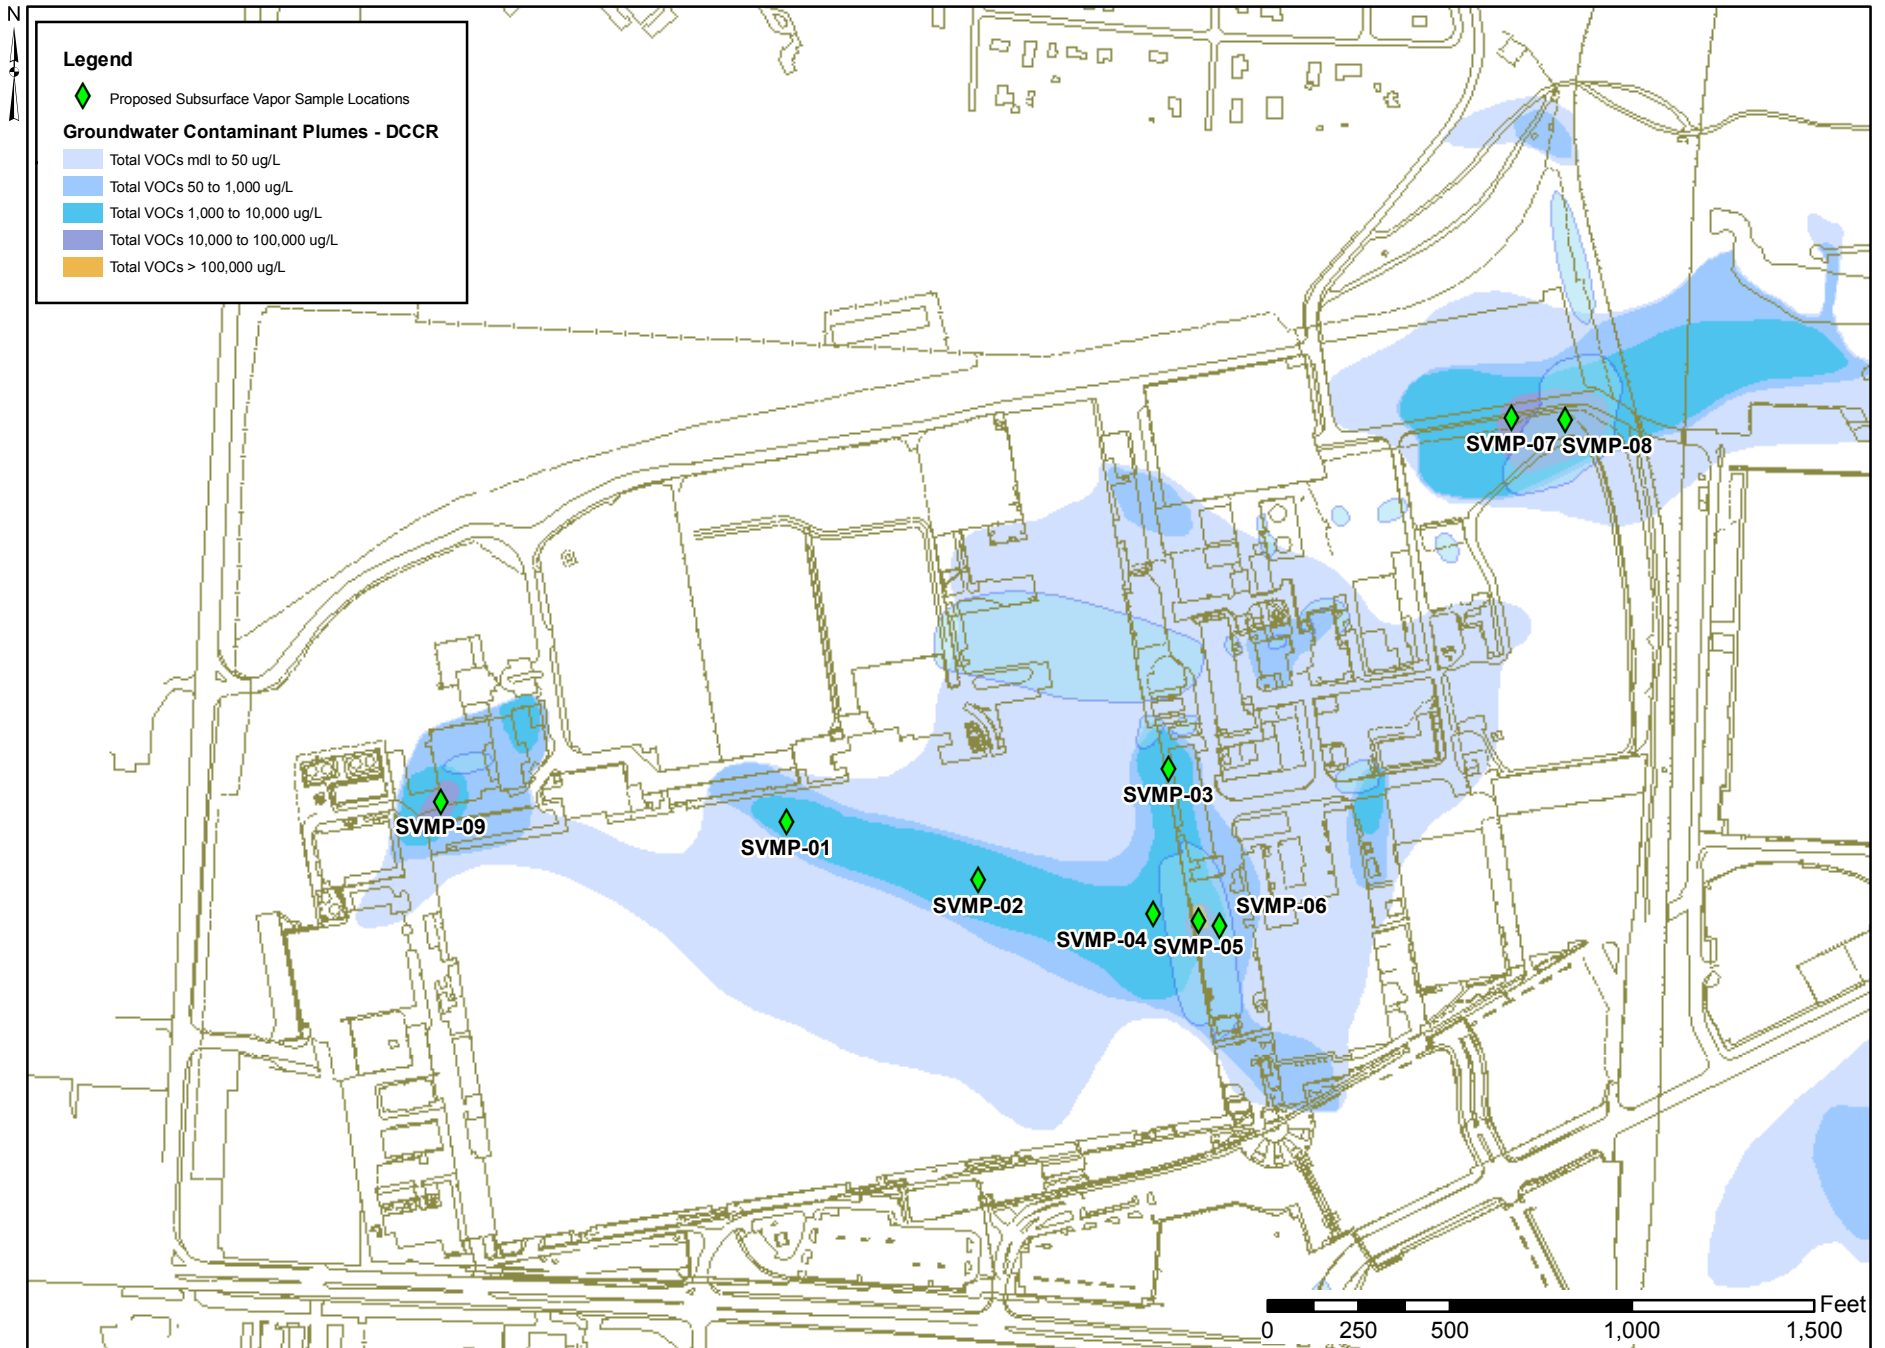 N
Legend
Proposed Subsurface Vapor Sample Locations
Groundwater Contaminant Plumes - DCCR
Total VOCs mdl to 50 ug/L
Total VOCs 50 to 1,000 ug/L
Total VOCs 1,000 to 10,000 ug/L
Total VOCs 10,000 to 100,000 ug/L
Total VOCs > 100,000 ug/L
SVMP-07
SVMP-08
SVMP-03
SVMP-09
SVMP-01
SVMP-02
SVMP-06
SVMP-04
SVMP-05
Feet
0 250 500 1,000 1,500